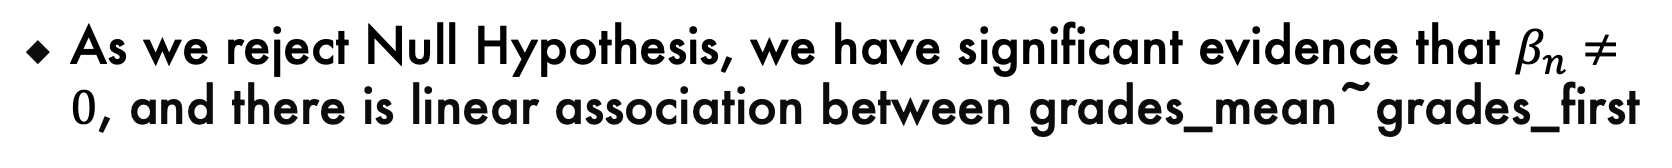 ◆ As we reject Null Hypothesis, we have significant evidence that βₙ ≠
0, and there is linear association between grades_mean~grades_first